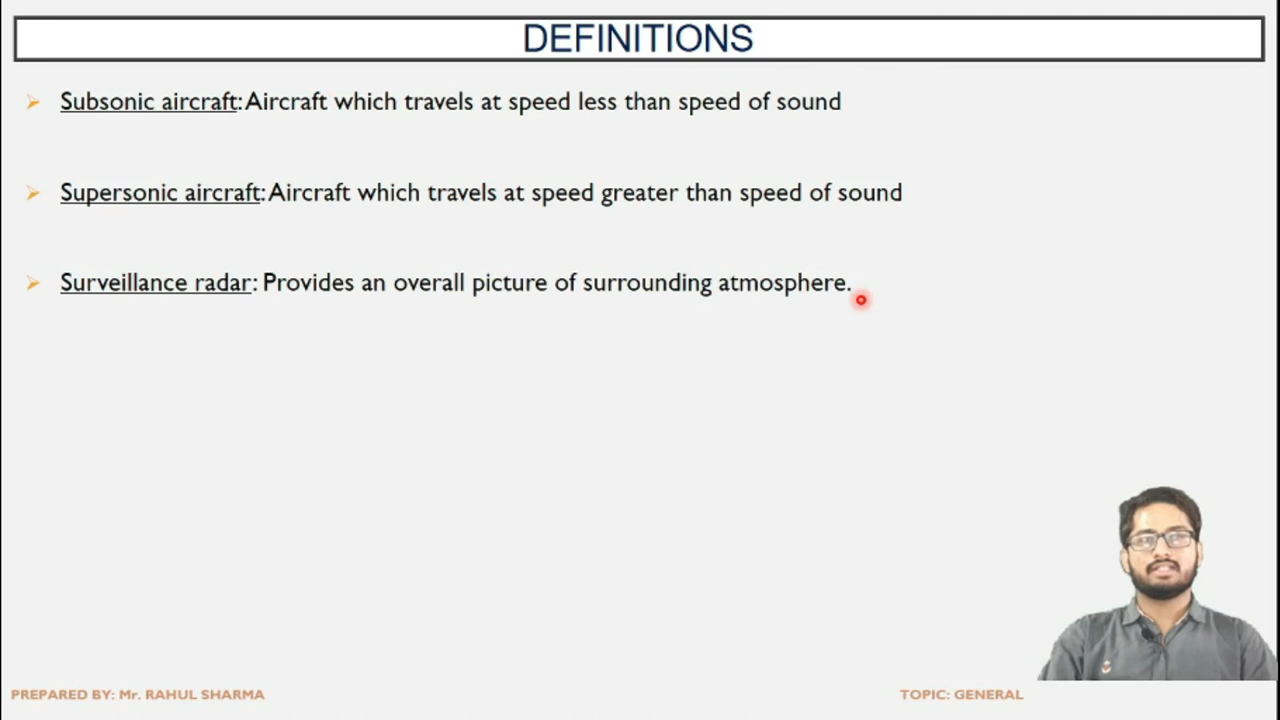 DEFINITIONS
Subsonic aircraft: Aircraft which travels at speed less than speed of sound
Supersonic aircraft: Aircraft which travels at speed greater than speed of sound
Surveillance radar: Provides an overall picture of surrounding atmosphere.
PREPARED BY: Mr. RAHUL SHARMA
TOPIC: GENERAL